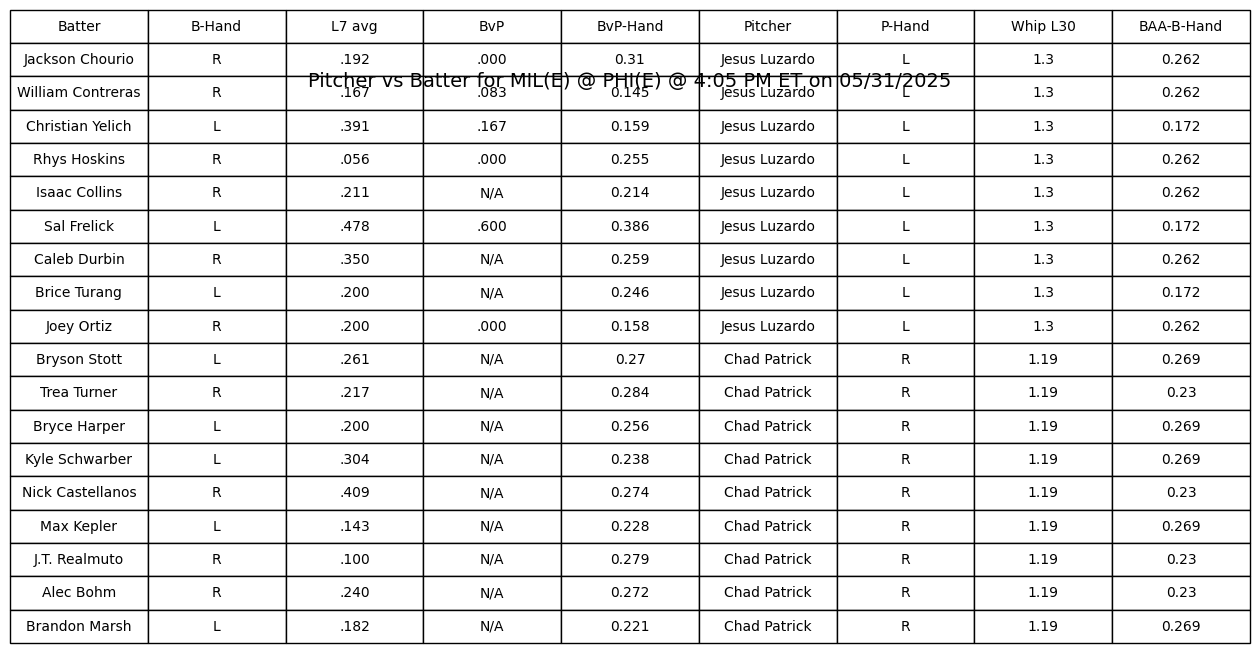 Batter B-Hand L7 avg BvP BvP-Hand Pitcher P-Hand Whip L30 BAA-B-Hand
Jackson Chourio R .192 .000 0.31 Jesus Luzardo L 1.3 0.262
Pitcher vs Batter for MIL(E) @ PHI(E) @ 4:05 PM ET on 05/31/2025
William Contreras R .167 .083 0.145 Jesus Luzardo L 1.3 0.262
Christian Yelich L .391 .167 0.159 Jesus Luzardo L 1.3 0.172
Rhys Hoskins R .056 .000 0.255 Jesus Luzardo L 1.3 0.262
Isaac Collins R .211 N/A 0.214 Jesus Luzardo L 1.3 0.262
Sal Frelick L .478 .600 0.386 Jesus Luzardo L 1.3 0.172
Caleb Durbin R .350 N/A 0.259 Jesus Luzardo L 1.3 0.262
Brice Turang L .200 N/A 0.246 Jesus Luzardo L 1.3 0.172
Joey Ortiz R .200 .000 0.158 Jesus Luzardo L 1.3 0.262
Bryson Stott L .261 N/A 0.27 Chad Patrick R 1.19 0.269
Trea Turner R .217 N/A 0.284 Chad Patrick R 1.19 0.23
Bryce Harper L .200 N/A 0.256 Chad Patrick R 1.19 0.269
Kyle Schwarber L .304 N/A 0.238 Chad Patrick R 1.19 0.269
Nick Castellanos R .409 N/A 0.274 Chad Patrick R 1.19 0.23
Max Kepler L .143 N/A 0.228 Chad Patrick R 1.19 0.269
J.T. Realmuto R .100 N/A 0.279 Chad Patrick R 1.19 0.23
Alec Bohm R .240 N/A 0.272 Chad Patrick R 1.19 0.23
Brandon Marsh L .182 N/A 0.221 Chad Patrick R 1.19 0.269